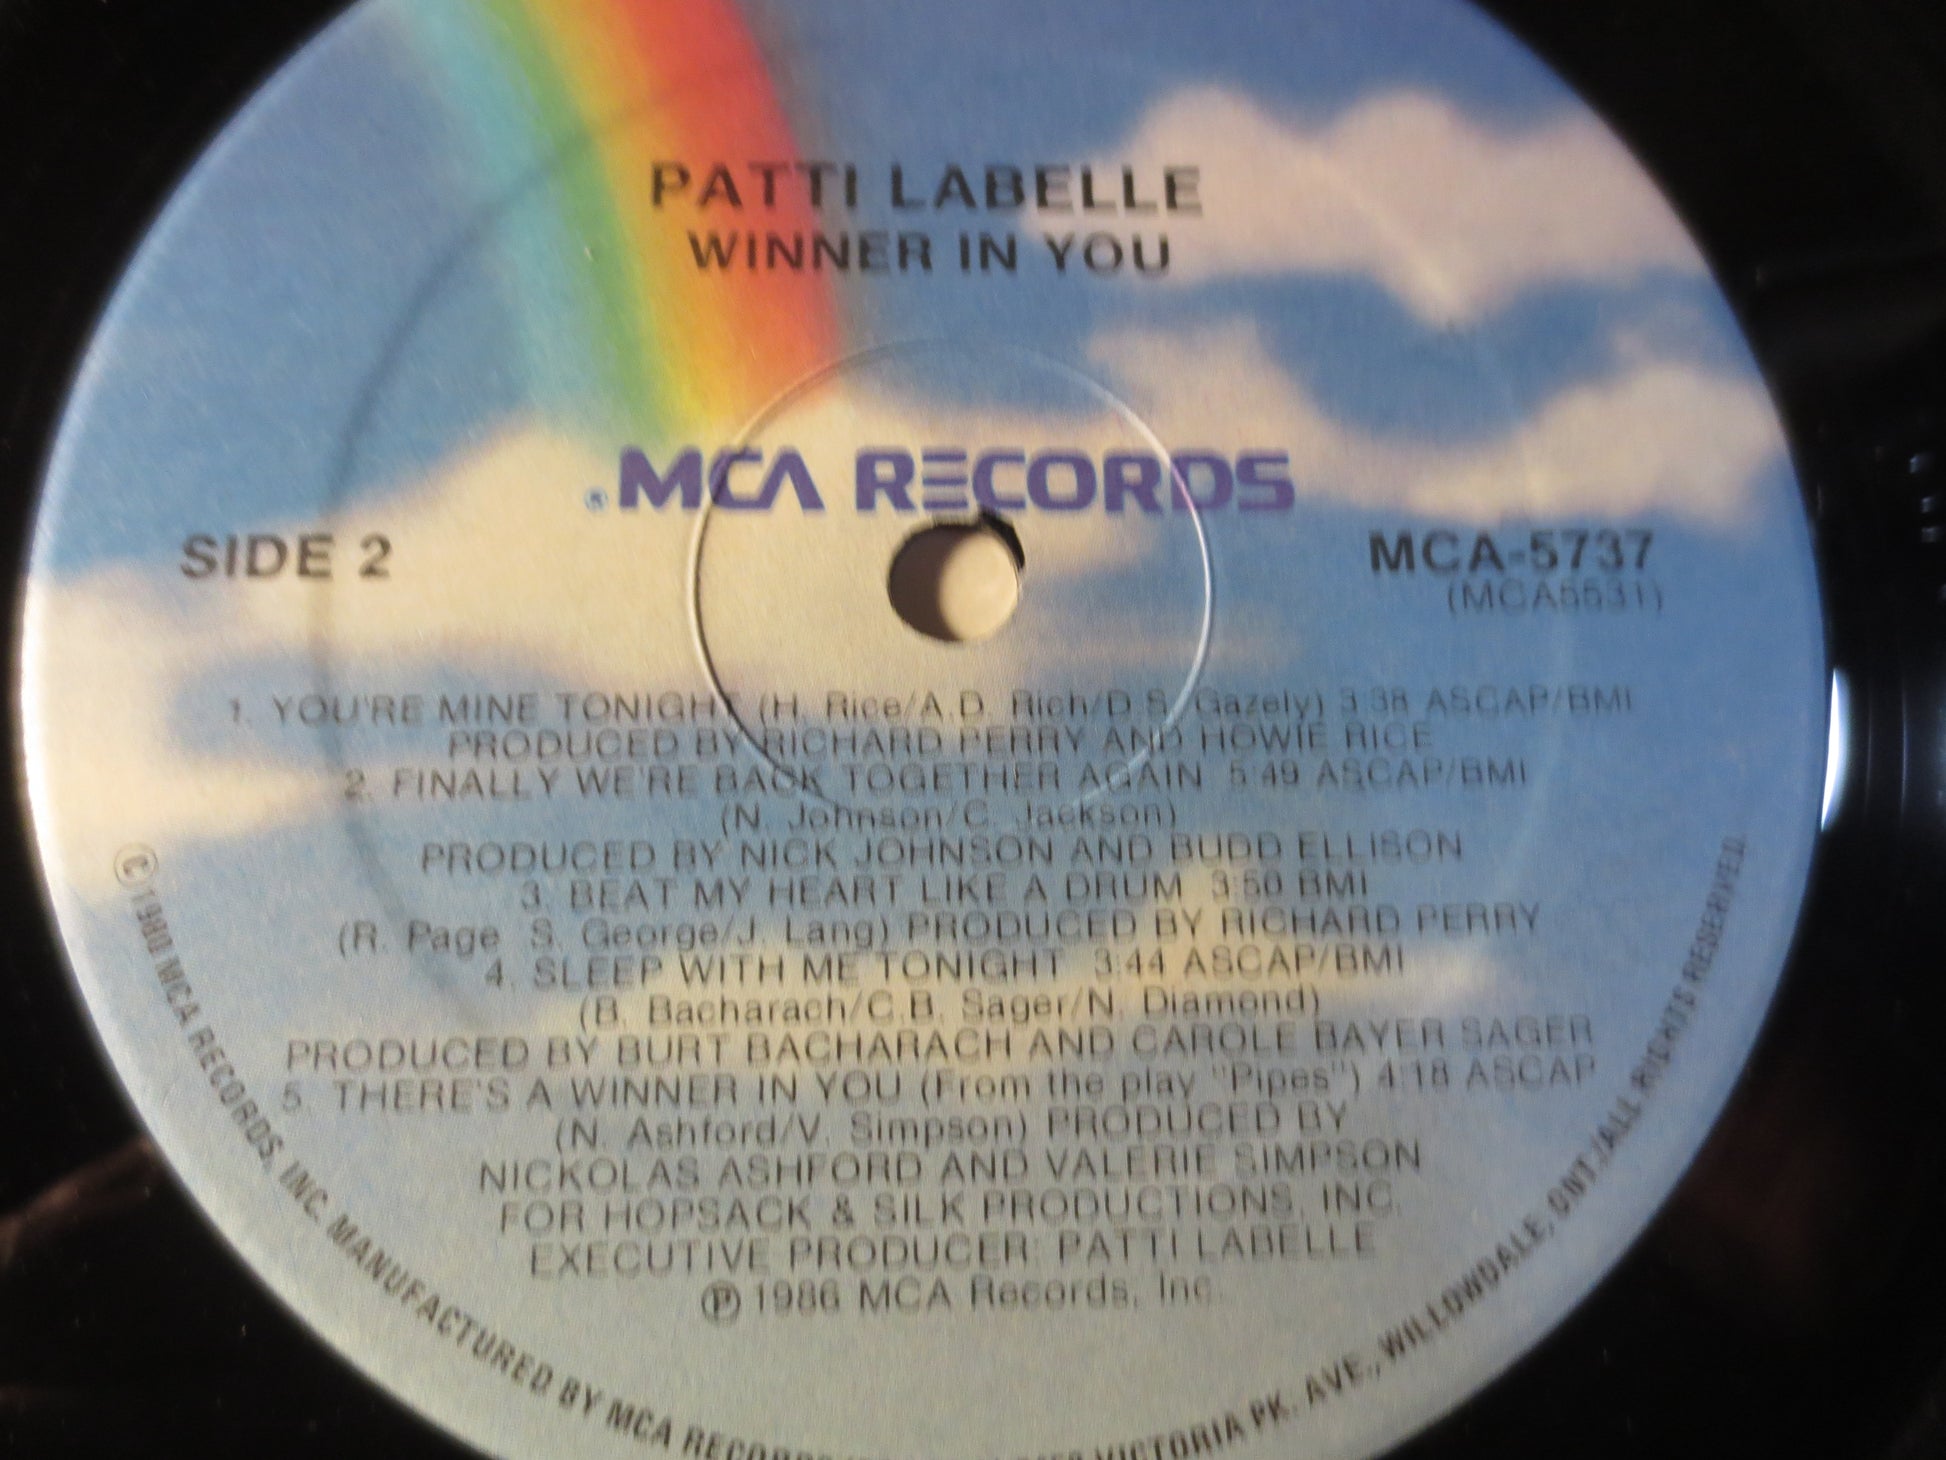 PATTI LABELLE
WINNER IN YOU
®MCA RECORDS
SIDE 2
MCA-5737
(MCA5531)
1. YOU'RE MINE TONIGHT (H. Rice/A.D. Rich/D.S. Gazely) 3:38 ASCAP/BMI
PRODUCED BY RICHARD PERRY AND HOWIE RICE
2. FINALLY WE'RE BACK TOGETHER AGAIN 5:49 ASCAP/BMI
(N. Johnson/C. Jackson)
PRODUCED BY NICK JOHNSON AND BUDD ELLISON
3. BEAT MY HEART LIKE A DRUM 3:50 BMI
(R. Page S. George/J. Lang) PRODUCED BY RICHARD PERRY
4. SLEEP WITH ME TONIGHT 3:44 ASCAP/BMI
(B. Bacharach/C.B. Sager/N. Diamond)
PRODUCED BY BURT BACHARACH AND CAROLE BAYER SAGER
5. THERE'S A WINNER IN YOU (From the play "Pipes") 4:18 ASCAP
(N. Ashford/V. Simpson) PRODUCED BY
NICKOLAS ASHFORD AND VALERIE SIMPSON
FOR HOPSACK & SILK PRODUCTIONS, INC.
EXECUTIVE PRODUCER: PATTI LABELLE
℗ 1986 MCA Records, Inc.
© 1980 MCA RECORDS, INC. MANUFACTURED BY MCA RECORDS VICTORIA PK. AVE., WILLOWDALE, ONT./ALL RIGHTS RESERVED.